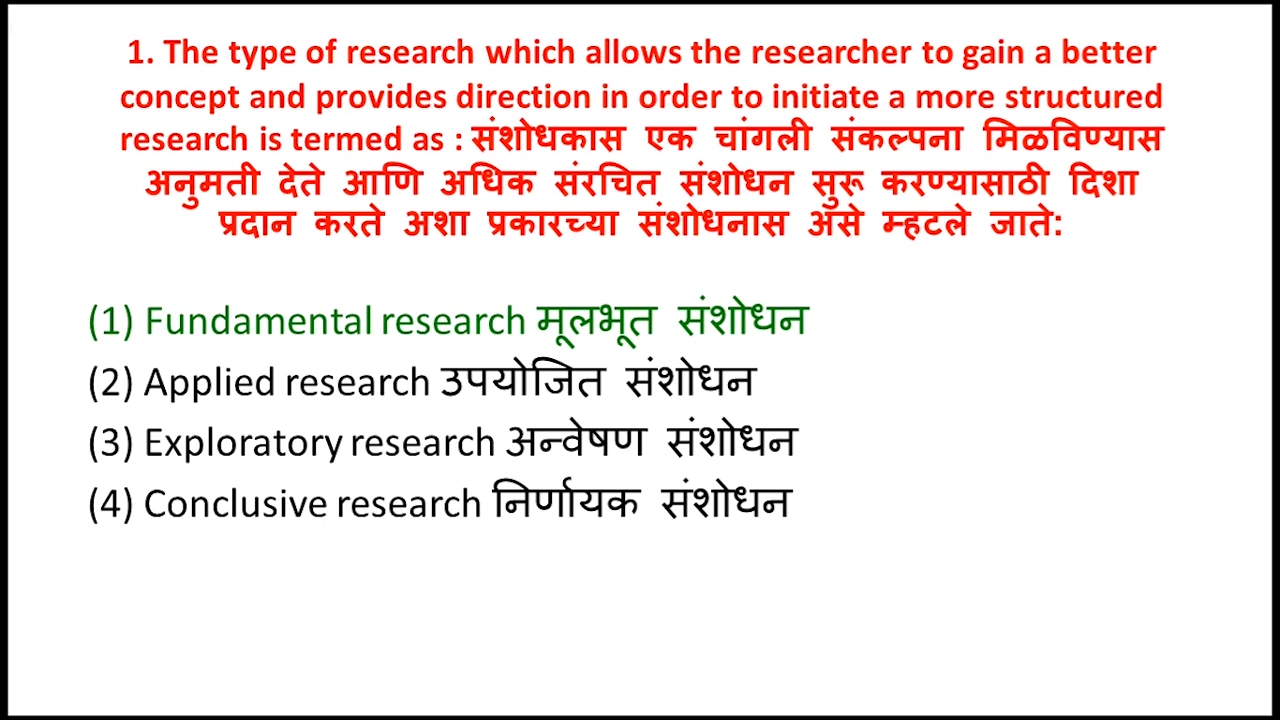 1. The type of research which allows the researcher to gain a better
concept and provides direction in order to initiate a more structured
research is termed as : संशोधकास एक चांगली संकल्पना मिळविण्यास
अनुमती देते आणि अधिक संरचित संशोधन सुरू करण्यासाठी दिशा
प्रदान करते अशा प्रकारच्या संशोधनास असे म्हटले जाते:
(1) Fundamental research मूलभूत संशोधन
(2) Applied research उपयोजित संशोधन
(3) Exploratory research अन्वेषण संशोधन
(4) Conclusive research निर्णायक संशोधन